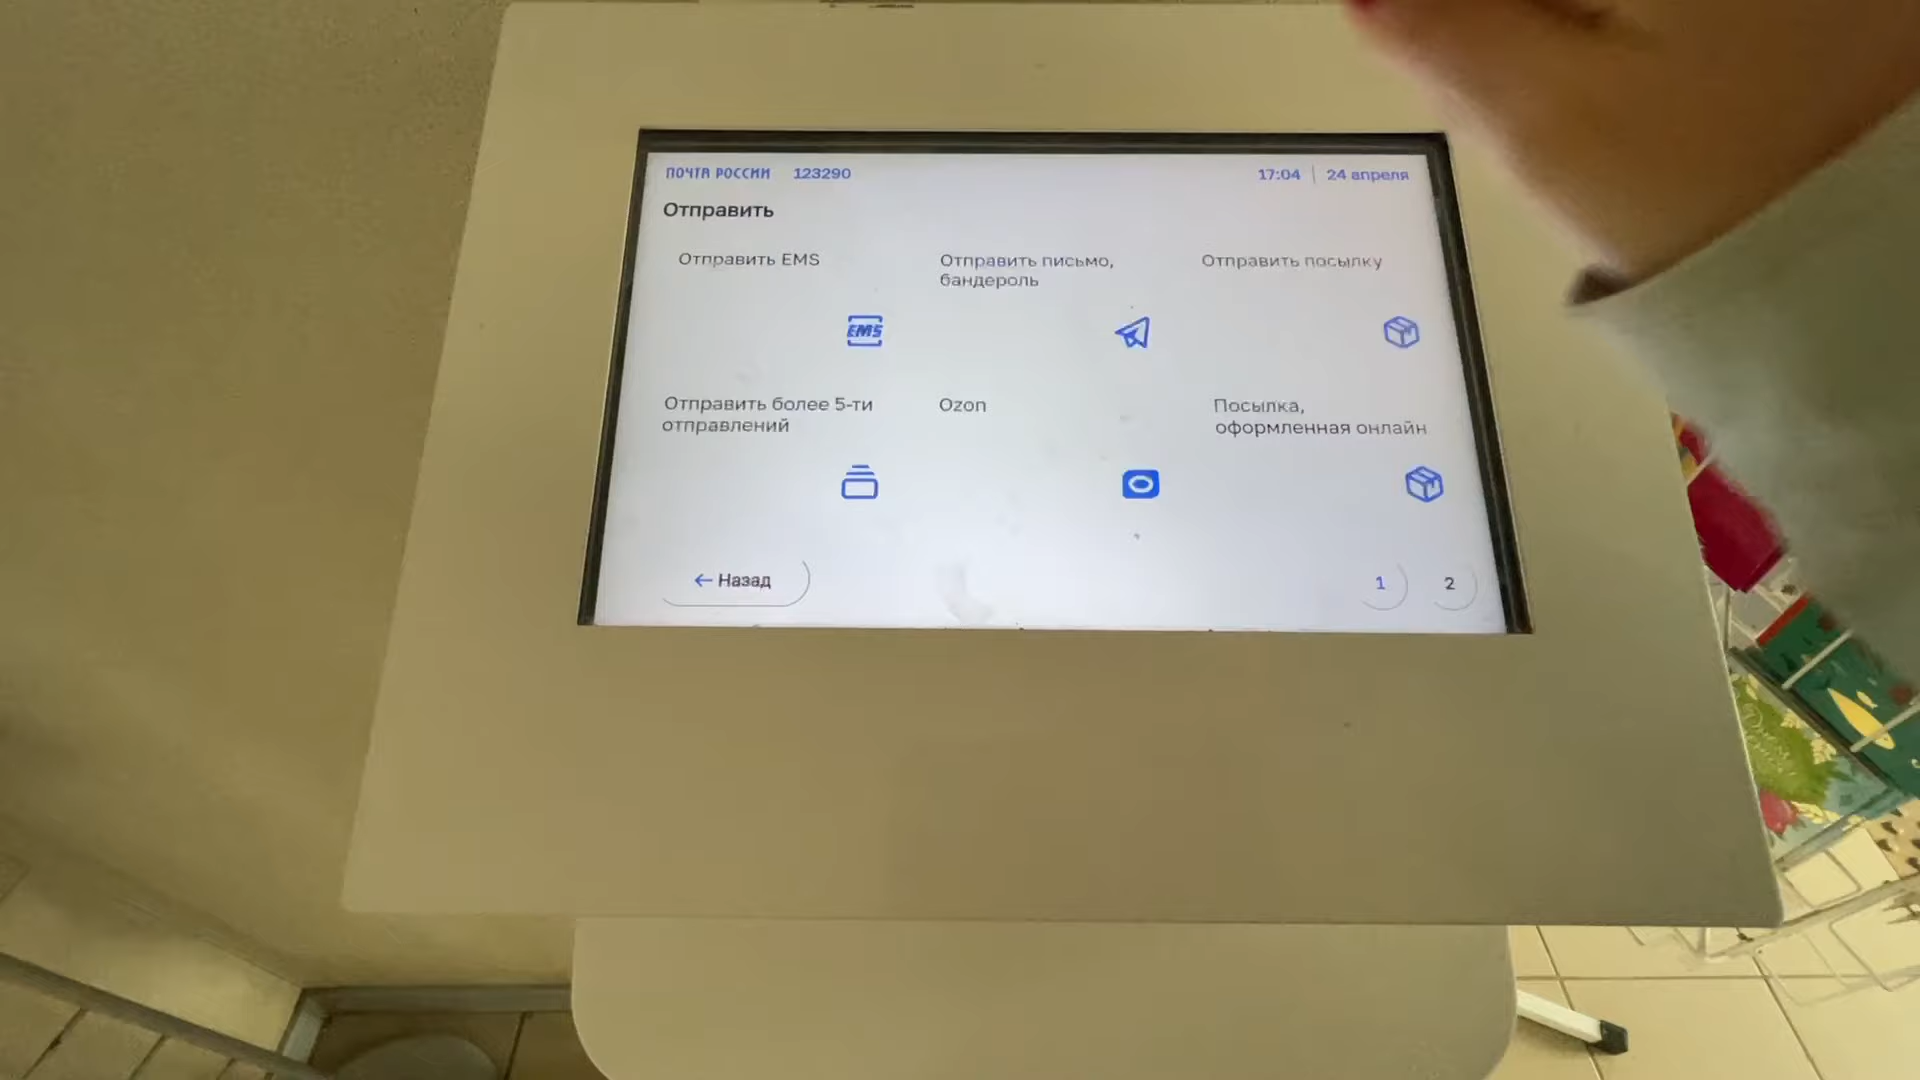 ПОЧТА РОССИИ 123290 17:04 24 апреля
Отправить
Отправить EMS
Отправить письмо,
бандероль
Отправить посылку
EMS
Отправить более 5-ти
отправлений
Ozon
Посылка,
оформленная онлайн
← Назад
1 2